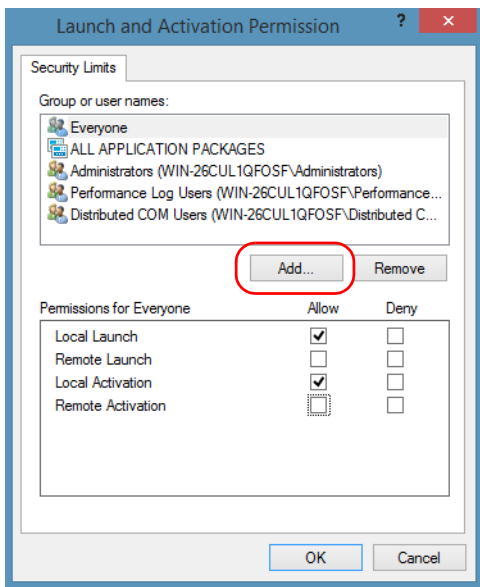 Launch and Activation Permission ? ×
Security Limits
Group or user names:
Everyone
ALL APPLICATION PACKAGES
Administrators (WIN-26CUL1QFOSF\Administrators)
Performance Log Users (WIN-26CUL1QFOSF\Performance...
Distributed COM Users (WIN-26CUL1QFOSF\Distributed C...
Add... Remove
Permissions for Everyone Allow Deny
Local Launch
Remote Launch
Local Activation
Remote Activation
OK Cancel